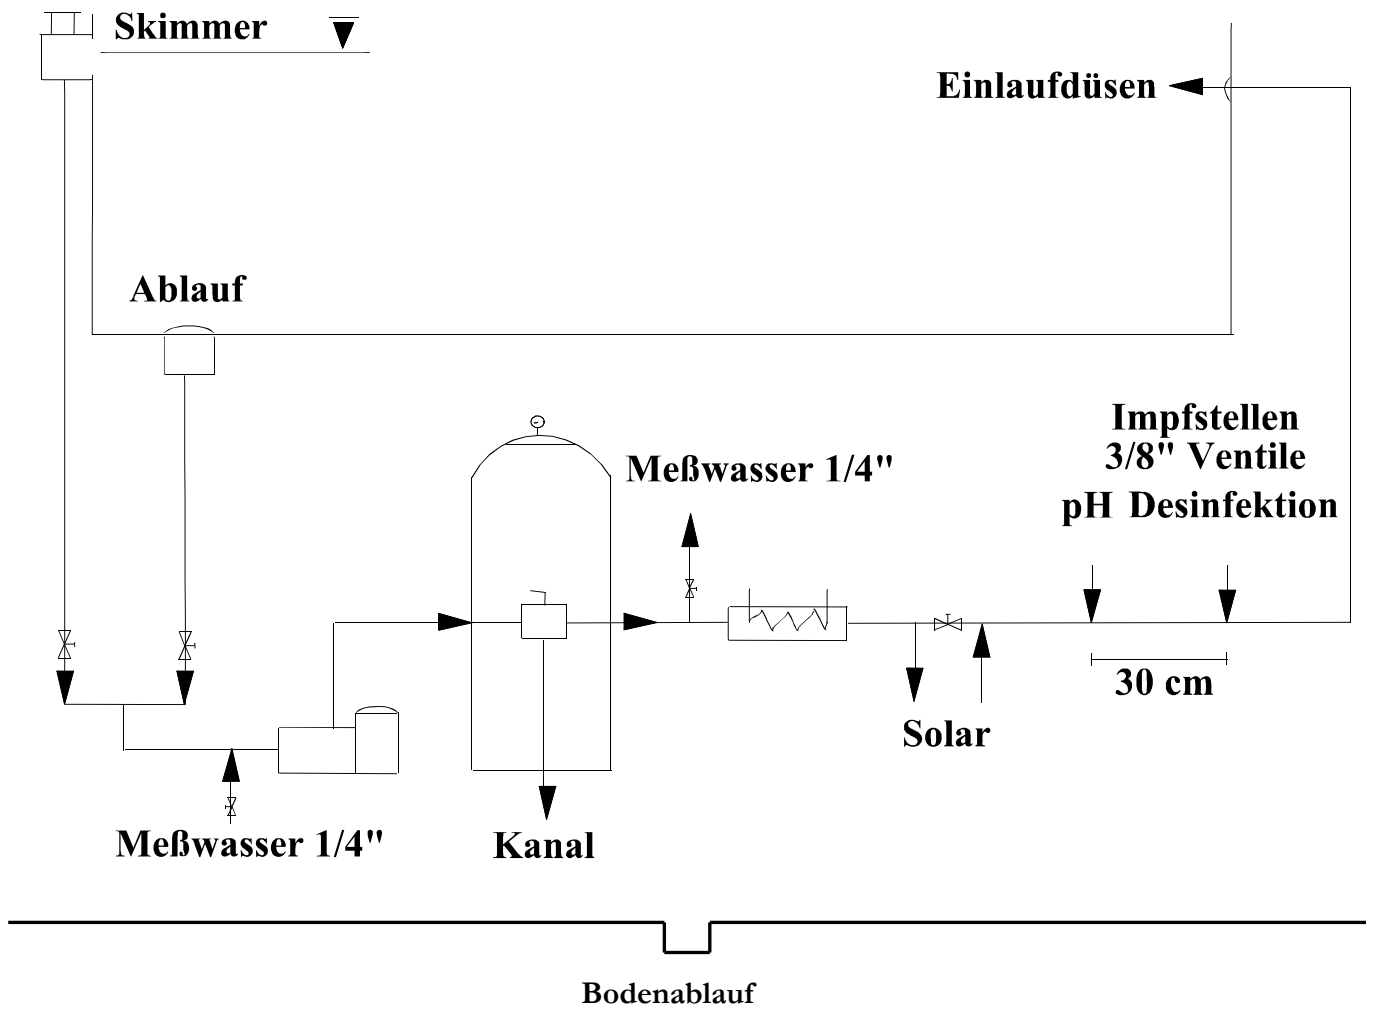 Skimmer
Einlaufdüsen
Ablauf
Impfstellen
3/8" Ventile
pH Desinfektion
Meßwasser 1/4"
30 cm
Solar
Meßwasser 1/4"
Kanal
Bodenablauf